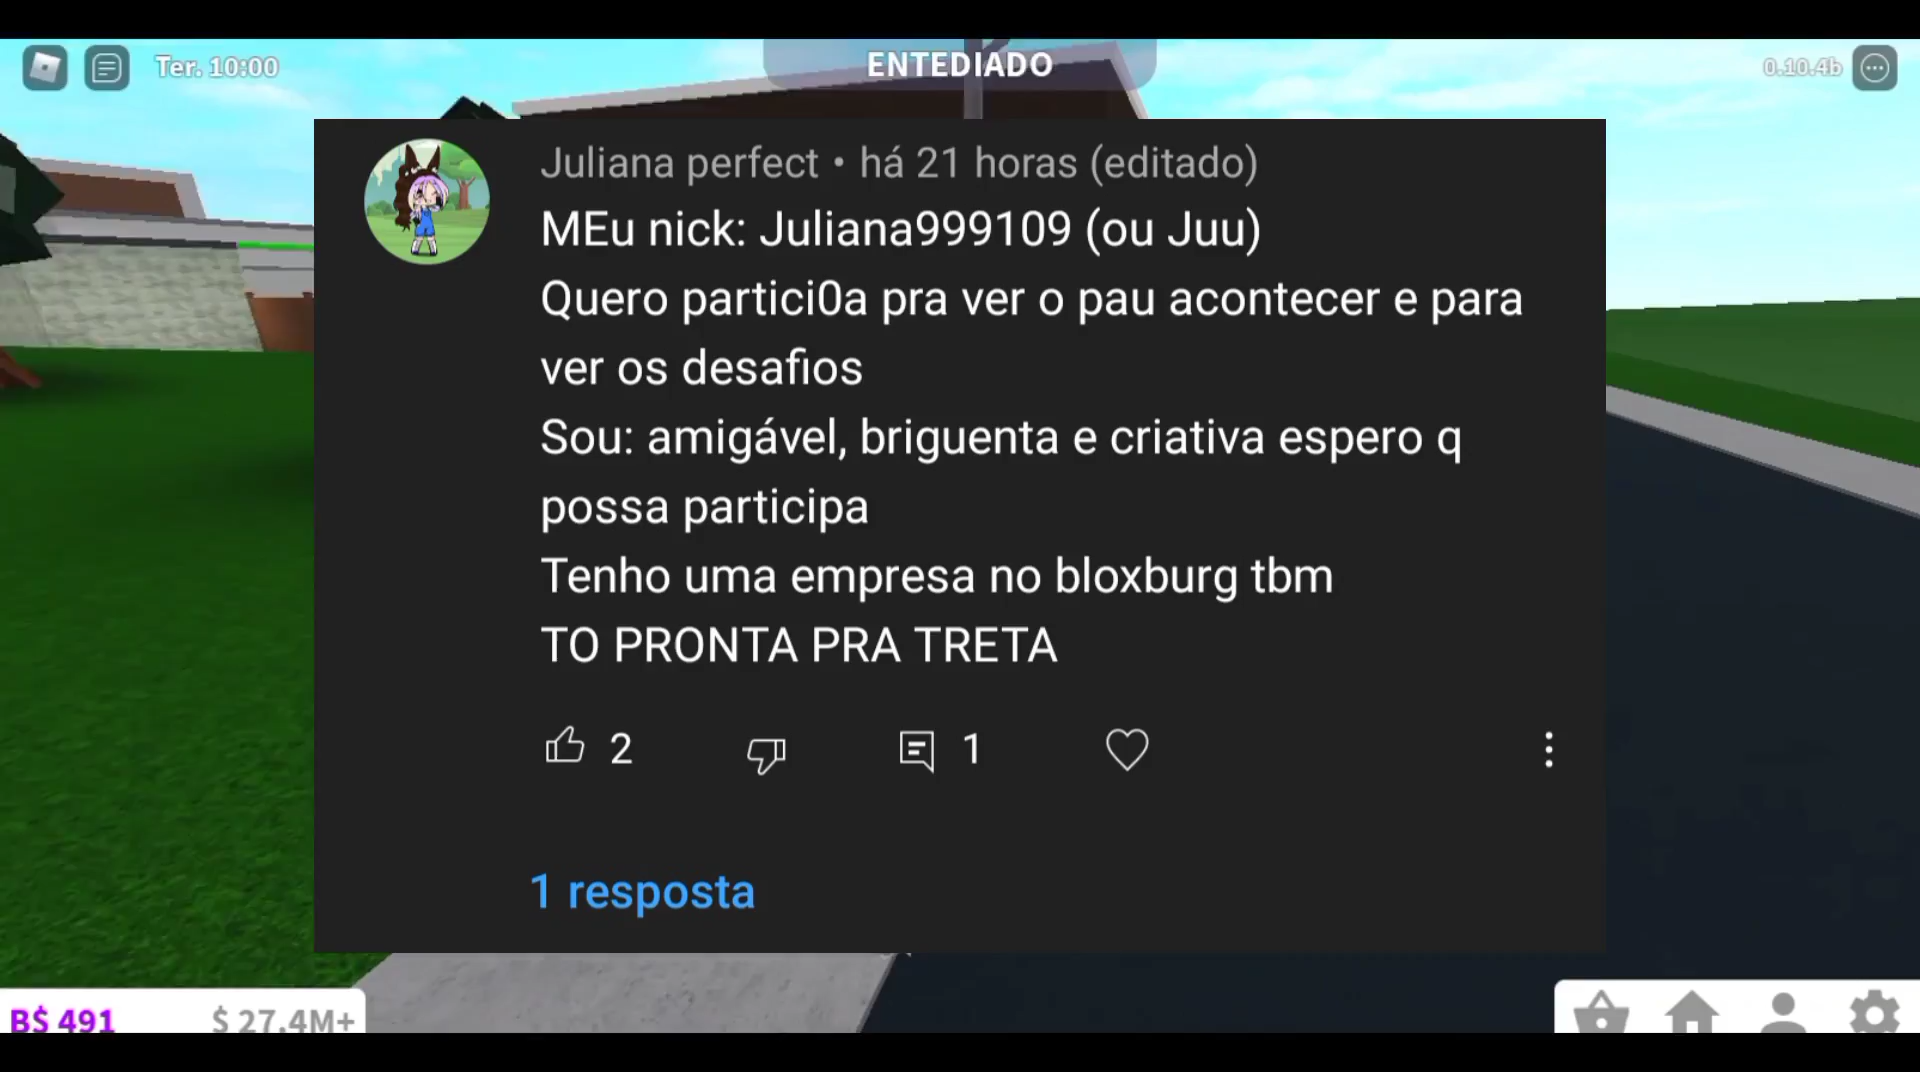 Ter. 10:00
ENTEDIADO
0.10.4b
Juliana perfect • há 21 horas (editado)
MEu nick: Juliana999109 (ou Juu)
Quero partici0a pra ver o pau acontecer e para
ver os desafios
Sou: amigável, briguenta e criativa espero q
possa participa
Tenho uma empresa no bloxburg tbm
TO PRONTA PRA TRETA
2
1
1 resposta
B$ 491
$ 27.4M+